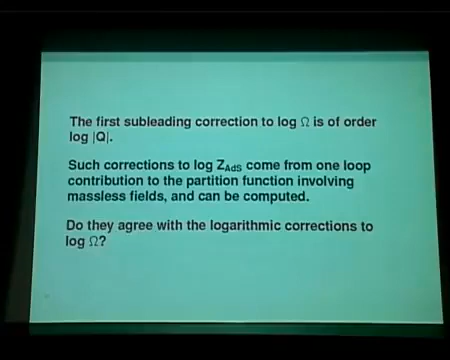 The first subleading correction to log Ω is of order
log |Q|.
Such corrections to log Z_AdS come from one loop
contribution to the partition function involving
massless fields, and can be computed.
Do they agree with the logarithmic corrections to
log Ω?